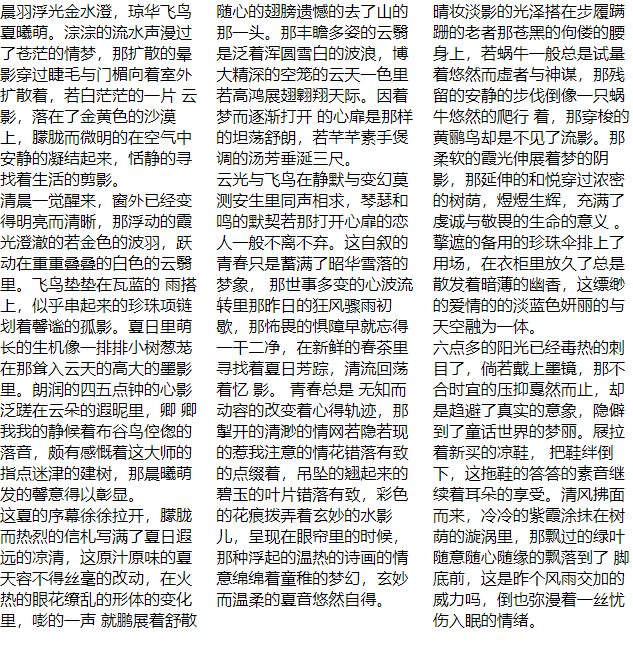 晨羽浮光金水澄，琼华飞鸟
夏曦萌。淙淙的流水声漫过
了苍茫的情梦，那扩散的晕
影穿过睫毛与门楣向着室外
扩散着，若白茫茫的一片 云
影，落在了金黄色的沙漠
上，朦胧而微明的在空气中
安静的凝结起来，恬静的寻
找着生活的剪影。
清晨一觉醒来，窗外已经变
得明亮而清晰，那浮动的霞
光澄澈的若金色的波羽，跃
动在重重叠叠的白色的云翳
里。飞鸟垫垫在瓦蓝的 雨搭
上，似乎串起来的珍珠项链
划着馨谧的孤影。夏日里萌
长的生机像一排排小树葱茏
在那耸入云天的高大的墨影
里。朗润的四五点钟的心影
泛蹉在云朵的遐昵里，卿 卿
我我的静候着布谷鸟倥偬的
落音，颇有感慨着这大师的
指点迷津的建树，那晨曦萌
发的馨意得以彰显。
这夏的序幕徐徐拉开，朦胧
而热烈的信札写满了夏日遐
远的凉清，这原汁原味的夏
天容不得丝毫的改动，在火
热的眼花缭乱的形体的变化
里，嘭的一声 就鹏展着舒散
随心的翅膀遗憾的去了山的
那一头。那丰瞻多姿的云翳
是泛着浑圆雪白的波浪，博
大精深的空笼的云天一色里
若高鸿展翅翱翔天际。因着
梦而逐渐打开 的心扉是那样
的坦荡舒朗，若芊芊素手煲
调的汤芳垂涎三尺。
云光与飞鸟在静默与变幻莫
测安生里同声相求，琴瑟和
鸣的默契若那打开心扉的恋
人一般不离不弃。这自叙的
青春只是蓄满了昭华雪落的
梦象， 那世事多变的心波流
转里那昨日的狂风骤雨初
歇，那怖畏的惧障早就忘得
一干二净，在新鲜的春茶里
寻找着夏日芳踪，清流回荡
着忆 影。 青春总是 无知而
动容的改变着心得轨迹，那
掣开的清渺的情网若隐若现
的惹我注意的情花错落有致
的点缀着，吊坠的翘起来的
碧玉的叶片错落有致，彩色
的花痕拔弄着玄妙的水影
儿，呈现在眼帘里的时候，
那种浮起的温热的诗画的情
意绵绵着童稚的梦幻，玄妙
而温柔的夏音悠然自得。
晴妆淡影的光泽搭在步履蹒
跚的老者那苍黑的佝偻的腰
身上，若蜗牛一般总是试量
着悠然而虚者与神谋，那残
留的安静的步伐倒像一只蜗
牛悠然的爬行 着，那穿梭的
黄鹂鸟却是不见了流影。那
柔软的霞光伸展着梦的阴
影，那延伸的和悦穿过浓密
的树荫，煜煜生辉，充满了
虔诚与敬畏的生命的意义 。
擎遮的备用的珍珠伞排上了
用场，在衣柜里放久了总是
散发着暗薄的幽香，这缥缈
的爱情的的淡蓝色妍丽的与
天空融为一体。
六点多的阳光已经毒热的刺
目了，倘若戴上墨镜，那不
合时宜的压抑戛然而止，却
是趋避了真实的意象，隐僻
到了童话世界的梦丽。屐拉
着新买的凉鞋， 把鞋绊倒
下，这拖鞋的答答的素音继
续着耳朵的享受。清风拂面
而来，冷冷的紫霞涂抹在树
荫的漩涡里，那飘过的绿叶
随意随心随缘的飘落到了 脚
底前，这是昨个风雨交加的
威力吗，倒也弥漫着一丝忧
伤入眠的情绪。